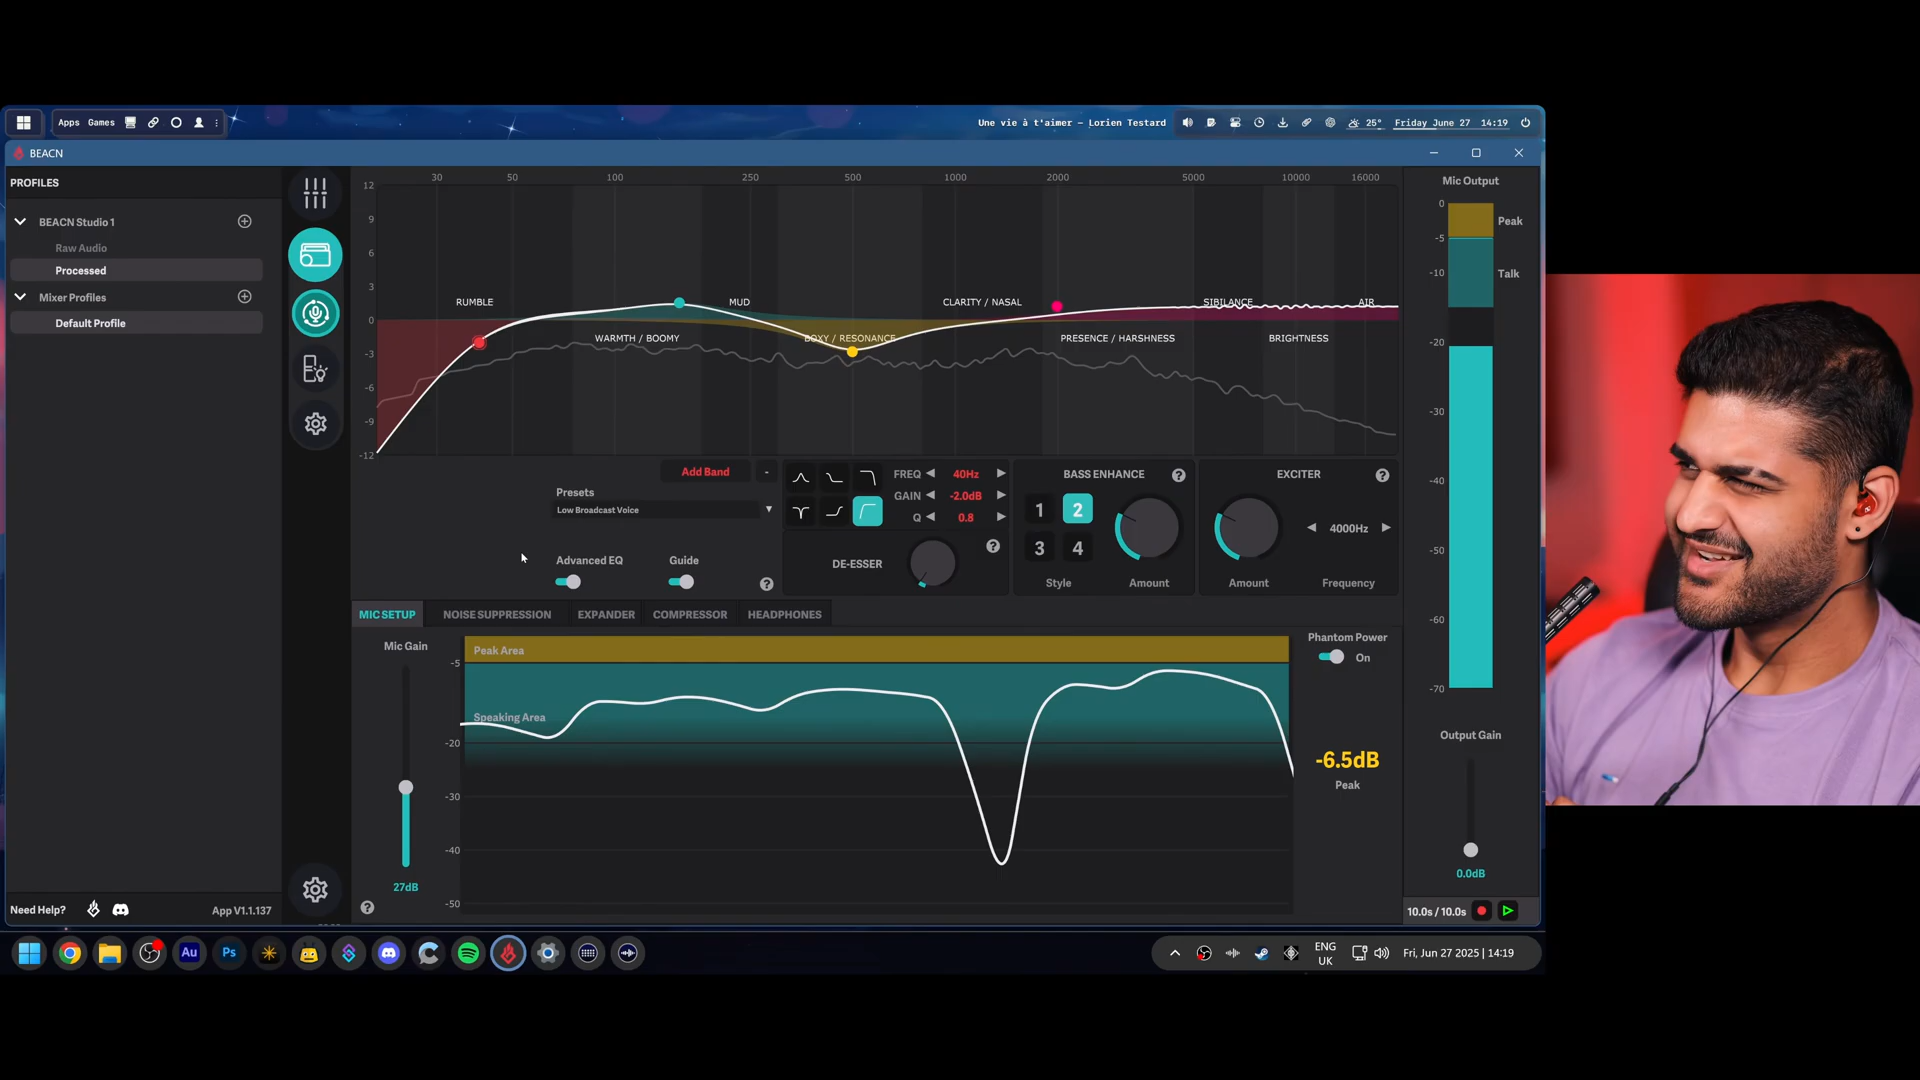 Apps Games
Une vie à t'aimer – Lorien Testard
25°
Friday June 27 14:19
BEACN
PROFILES
BEACN Studio 1
Raw Audio
Processed
Mixer Profiles
Default Profile
30 50 100 250 500 1000 2000 5000 10000 16000
12
9
6
3
0
-3
-6
-9
-12
RUMBLE
MUD
CLARITY / NASAL
SIBILANCE
AIR
WARMTH / BOOMY
BOXY / RESONANCE
PRESENCE / HARSHNESS
BRIGHTNESS
Mic Output
0
-5
-10
-20
-30
-40
-50
-60
-70
Peak
Talk
Add Band
-
Presets
Low Broadcast Voice
Advanced EQ
Guide
?
FREQ 40Hz
GAIN -2.0dB
Q 0.8
DE-ESSER
?
BASS ENHANCE
?
1 2
3 4
Style
Amount
EXCITER
?
4000Hz
Amount
Frequency
MIC SETUP
NOISE SUPPRESSION
EXPANDER
COMPRESSOR
HEADPHONES
Mic Gain
27dB
?
Peak Area
Speaking Area
-5
-20
-30
-40
-50
Phantom Power
On
-6.5dB
Peak
Output Gain
0.0dB
Need Help?
App V1.1.137
10.0s / 10.0s
Au
Ps
ENG
UK
Fri, Jun 27 2025 | 14:19